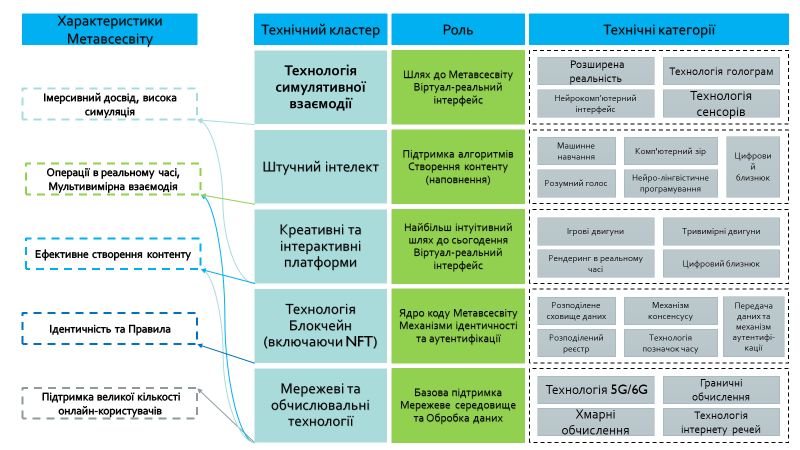 Характеристики
Метавсесвіту
Технічний кластер
Роль
Технічні категорії
Імерсивний досвід, висока
симуляція
Операції в реальному часі,
Мультивимірна взаємодія
Ефективне створення контенту
Ідентичність та Правила
Підтримка великої кількості
онлайн-користувачів
Технологія
симулятивної
взаємодії
Шлях до Метавсесвіту
Віртуал-реальний
інтерфейс
Розширена
реальність
Технологія голограм
Нейрокомп'ютерний
інтерфейс
Технологія
сенсорів
Штучний інтелект
Підтримка алгоритмів
Створення контенту
(наповнення)
Машинне
навчання
Комп'ютерний зір
Цифрови
й
близнюк
Розумний голос
Нейро-лінгвістичне
програмування
Креативні та
інтерактивні
платформи
Найбільш інтуітивний
шлях до сьогодення
Віртуал-реальний
інтерфейс
Ігрові двигуни
Тривимірні двигуни
Рендеринг в реальному
часі
Цифровий близнюк
Технологія
Блокчейн
(включаючи NFT)
Ядро коду Метавсесвіту
Механізми ідентичності
та аутентифікації
Розподілене
сховище даних
Механізм
консенсусу
Передача
даних та
механізм
аутентифі-
кації
Розподілений
реєстр
Технологія
позначок часу
Мережеві та
обчислювальні
технології
Базова підтримка
Мережеве середовище
та Обробка даних
Технологія 5G/6G
Граничні
обчислення
Хмарні
обчислення
Технологія
інтернету речей